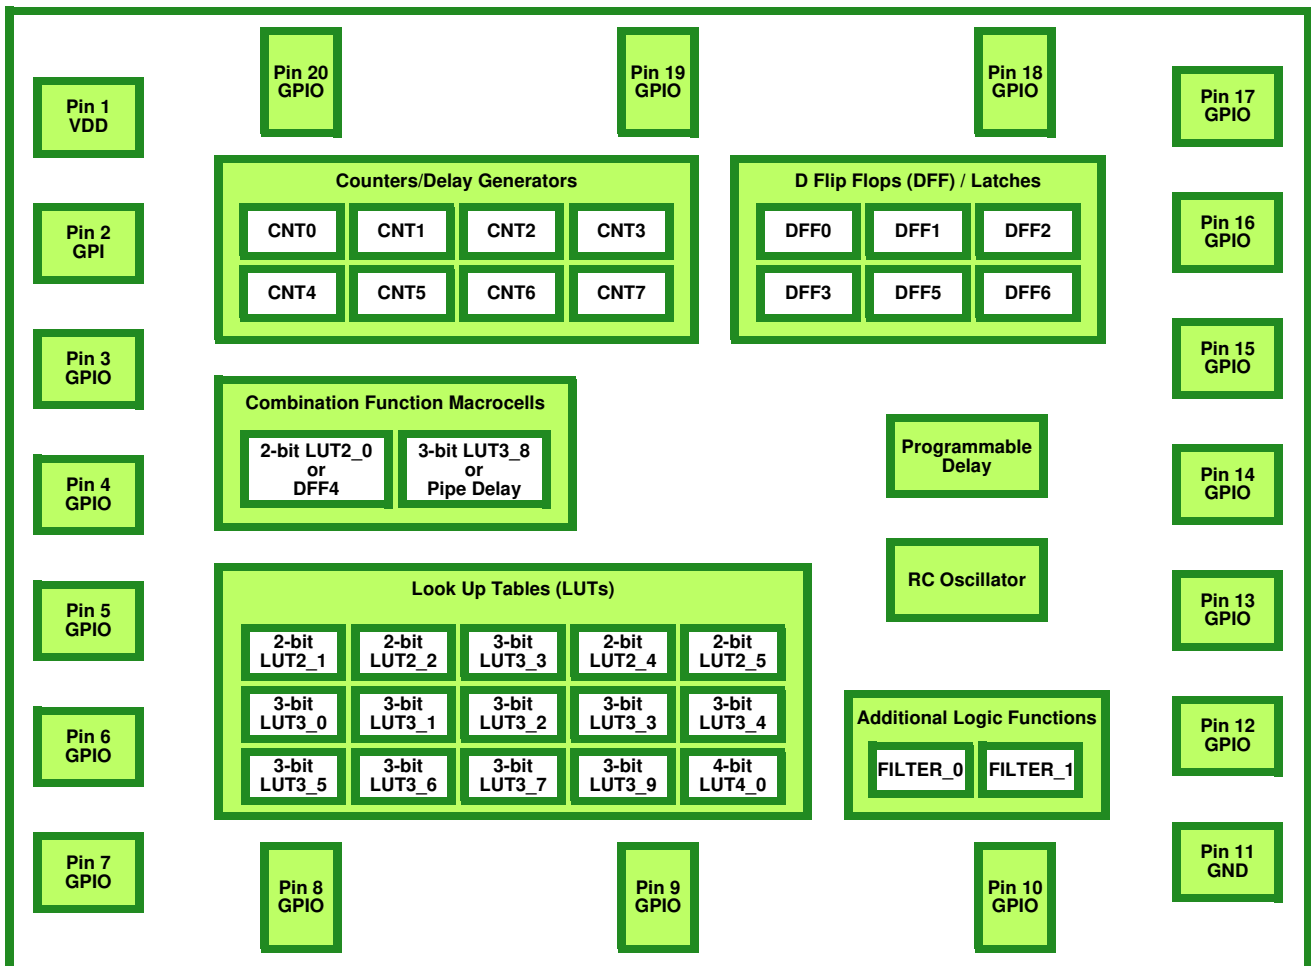 Pin 20
GPIO
Pin 19
GPIO
Pin 18
GPIO
Pin 1
VDD
Pin 17
GPIO
Counters/Delay Generators
CNT0
CNT1
CNT2
CNT3
CNT4
CNT5
CNT6
CNT7
D Flip Flops (DFF) / Latches
DFF0
DFF1
DFF2
DFF3
DFF5
DFF6
Pin 2
GPI
Pin 16
GPIO
Pin 3
GPIO
Pin 15
GPIO
Combination Function Macrocells
2-bit LUT2_0
or
DFF4
3-bit LUT3_8
or
Pipe Delay
Programmable
Delay
Pin 4
GPIO
Pin 14
GPIO
RC Oscillator
Pin 5
GPIO
Pin 13
GPIO
Look Up Tables (LUTs)
2-bit
LUT2_1
2-bit
LUT2_2
3-bit
LUT3_3
2-bit
LUT2_4
2-bit
LUT2_5
3-bit
LUT3_0
3-bit
LUT3_1
3-bit
LUT3_2
3-bit
LUT3_3
3-bit
LUT3_4
3-bit
LUT3_5
3-bit
LUT3_6
3-bit
LUT3_7
3-bit
LUT3_9
4-bit
LUT4_0
Additional Logic Functions
FILTER_0
FILTER_1
Pin 6
GPIO
Pin 12
GPIO
Pin 7
GPIO
Pin 11
GND
Pin 8
GPIO
Pin 9
GPIO
Pin 10
GPIO